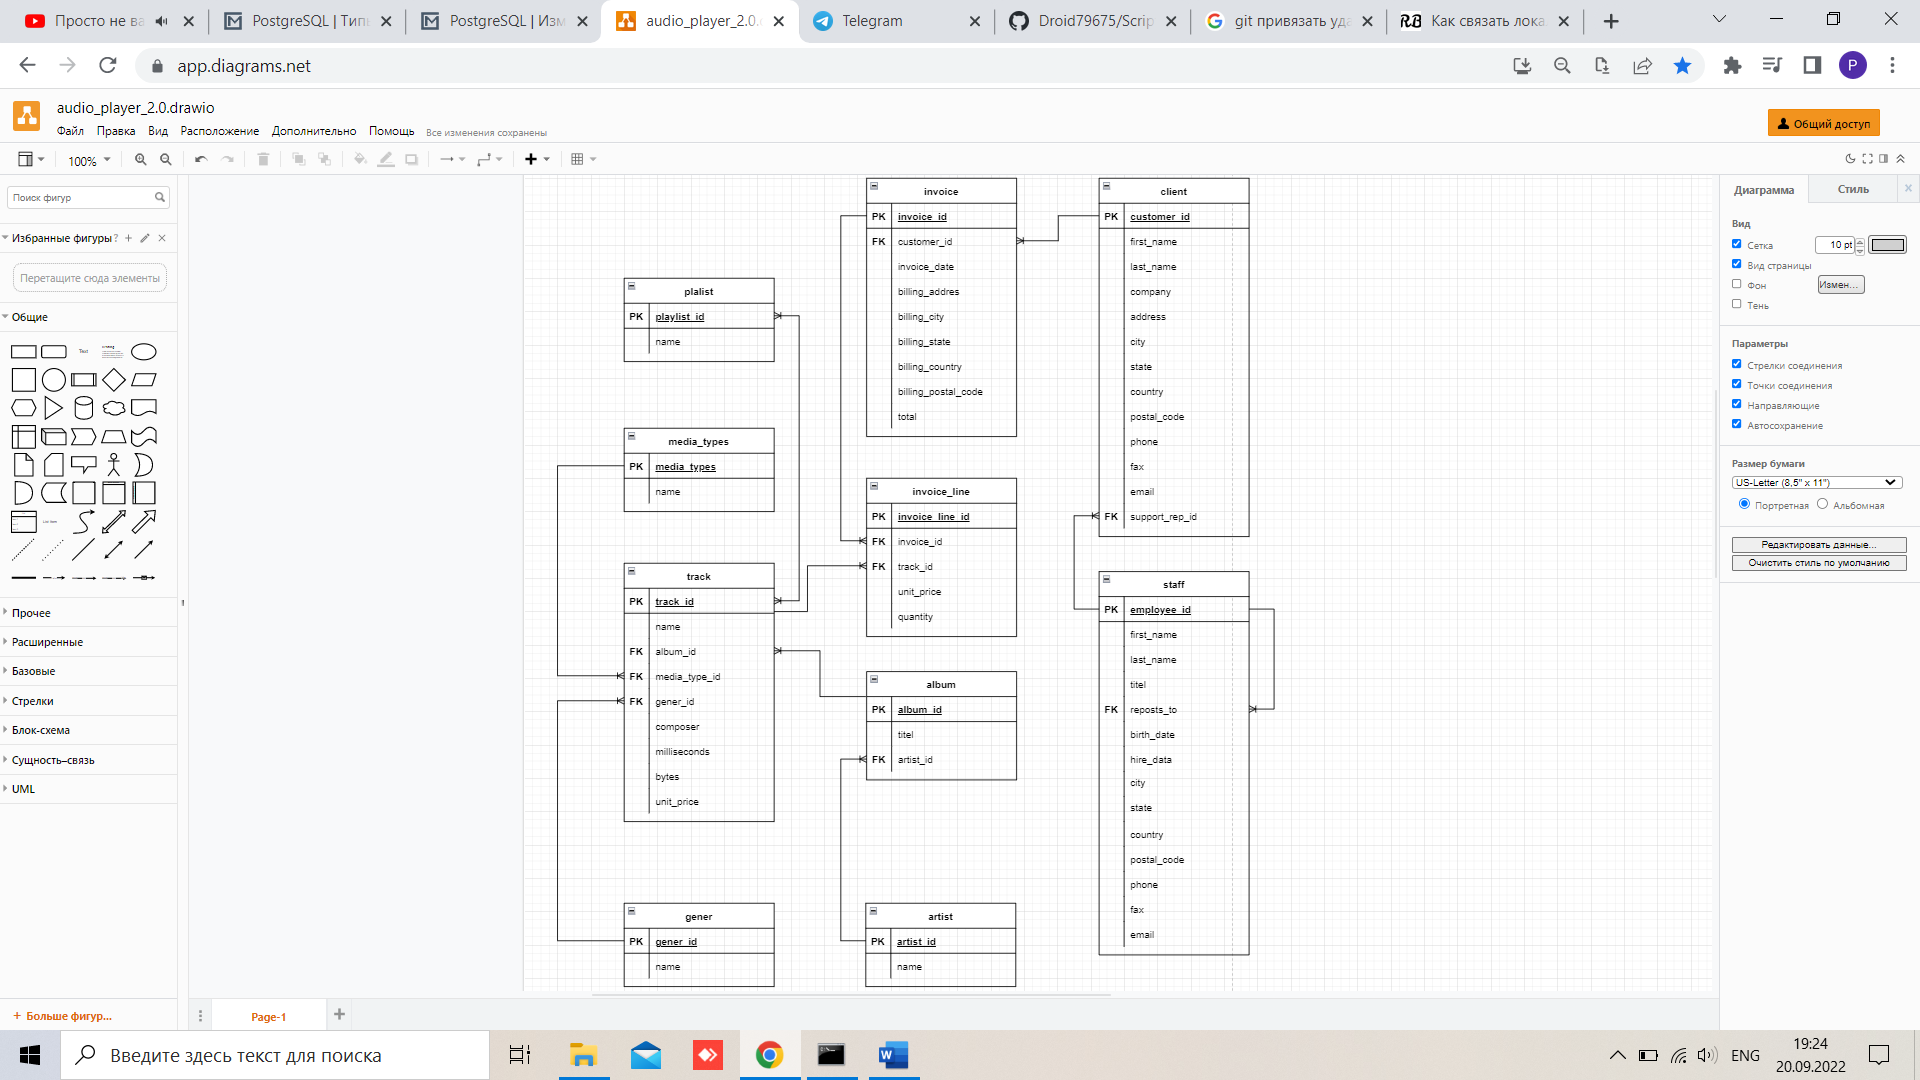 Просто не ва
PostgreSQL | Тип
PostgreSQL | Изм
audio_player_2.0.
Telegram
Droid79675/Scrip
git привязать уда
Как связать лока
app.diagrams.net
P
audio_player_2.0.drawio
Файл Правка Вид Расположение Дополнительно Помощь Все изменения сохранены
Общий доступ
100%
Поиск фигур
Избранные фигуры ?
Перетащите сюда элементы
Общие
Text
List Item
Прочее
Расширенные
Базовые
Стрелки
Блок-схема
Сущность–связь
UML
+ Больше фигур...
plalist
PK playlist_id
name
media_types
PK media_types
name
track
PK track_id
name
FK album_id
FK media_type_id
FK gener_id
composer
milliseconds
bytes
unit_price
gener
PK gener_id
name
invoice
PK invoice_id
FK customer_id
invoice_date
billing_addres
billing_city
billing_state
billing_country
billing_postal_code
total
invoice_line
PK invoice_line_id
FK invoice_id
FK track_id
unit_price
quantity
album
PK album_id
titel
FK artist_id
artist
PK artist_id
name
client
PK customer_id
first_name
last_name
company
address
city
state
country
postal_code
phone
fax
email
FK support_rep_id
staff
PK employee_id
first_name
last_name
titel
FK reposts_to
birth_date
hire_data
city
state
country
postal_code
phone
fax
email
Диаграмма Стиль
Вид
Сетка 10 pt
Вид страницы
Фон Измен...
Тень
Параметры
Стрелки соединения
Точки соединения
Направляющие
Автосохранение
Размер бумаги
US-Letter (8,5" x 11")
Портретная Альбомная
Редактировать данные...
Очистить стиль по умолчанию
Page-1
Введите здесь текст для поиска
ENG
19:24
20.09.2022